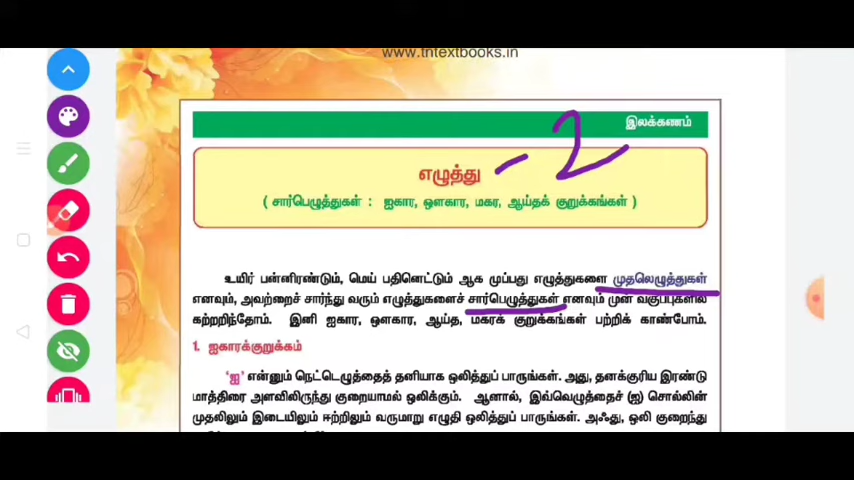 www.tntextbooks.in
இலக்கணம்
எழுத்து - 2
( சார்பெழுத்துகள் : ஐகார, ஔகார, மகர, ஆய்தக் குறுக்கங்கள் )
உயிர் பன்னிரண்டும், மெய் பதினெட்டும் ஆக முப்பது எழுத்துகளை முதலெழுத்துகள்
எனவும், அவற்றைச் சார்ந்து வரும் எழுத்துகளைச் சார்பெழுத்துகள் எனவும் முன் வகுப்புகளில்
கற்றறிந்தோம். இனி ஐகார, ஔகார, ஆய்த, மகரக் குறுக்கங்கள் பற்றிக் காண்போம்.
1. ஐகாரக்குறுக்கம்
'ஐ' என்னும் நெட்டெழுத்தைத் தனியாக ஒலித்துப் பாருங்கள். அது, தனக்குரிய இரண்டு
மாத்திரை அளவிலிருந்து குறையாமல் ஒலிக்கும். ஆனால், இவ்வெழுத்தைச் (ஐ) சொல்லின்
முதலிலும் இடையிலும் ஈற்றிலும் வருமாறு எழுதி ஒலித்துப் பாருங்கள். அஃது, ஒலி குறைந்து